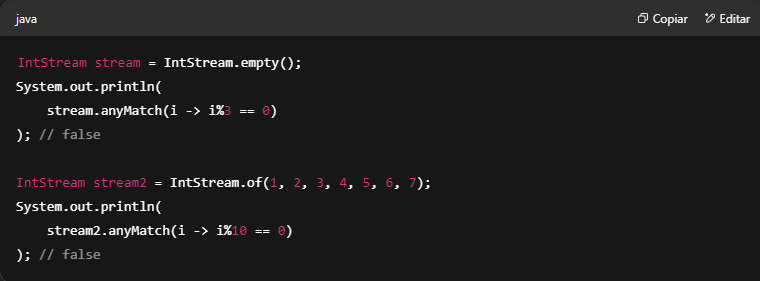 java
Copiar
Editar
IntStream stream = IntStream.empty();
System.out.println(
    stream.anyMatch(i -> i%3 == 0)
); // false

IntStream stream2 = IntStream.of(1, 2, 3, 4, 5, 6, 7);
System.out.println(
    stream2.anyMatch(i -> i%10 == 0)
); // false